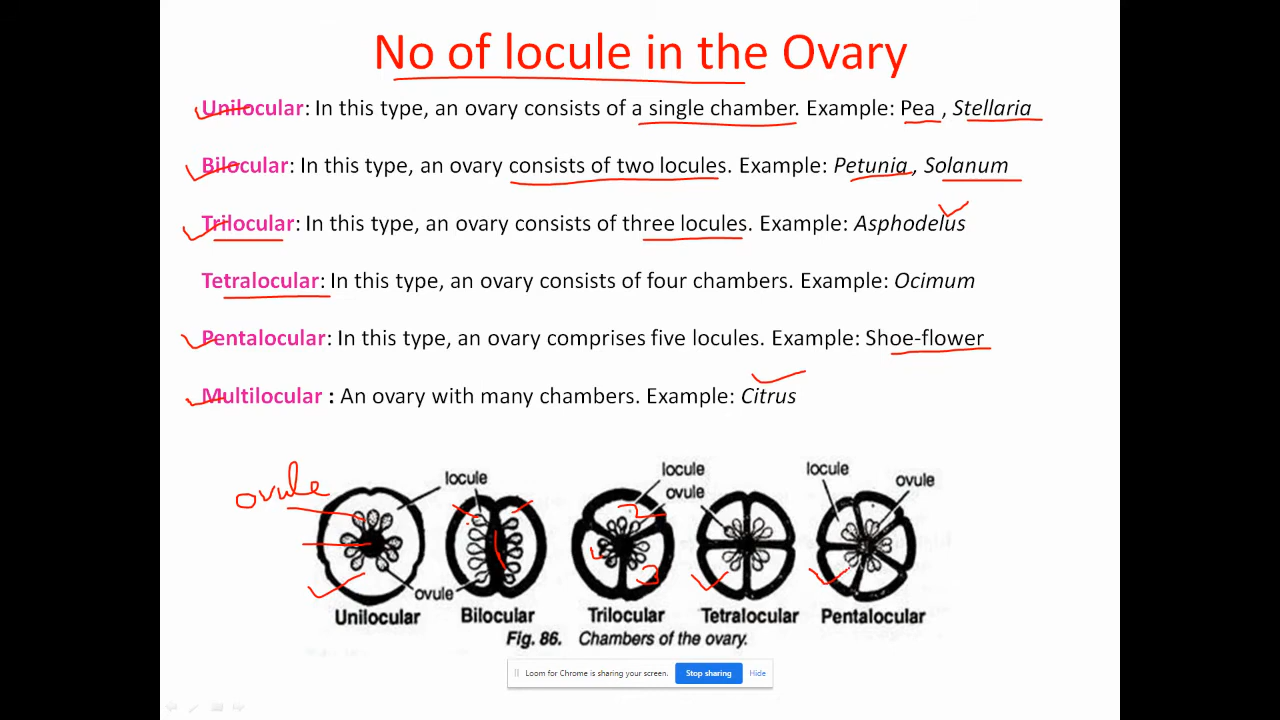 No of locule in the Ovary
Unilocular: In this type, an ovary consists of a single chamber. Example: Pea , Stellaria
Bilocular: In this type, an ovary consists of two locules. Example: Petunia , Solanum
Trilocular: In this type, an ovary consists of three locules. Example: Asphodelus
Tetralocular: In this type, an ovary consists of four chambers. Example: Ocimum
Pentalocular: In this type, an ovary comprises five locules. Example: Shoe-flower
Multilocular : An ovary with many chambers. Example: Citrus
ovule locule locule ovule locule ovule
2
3
ovule
Unilocular Bilocular Trilocular Tetralocular Pentalocular
Fig. 86. Chambers of the ovary.
Loom for Chrome is sharing your screen. Stop sharing Hide